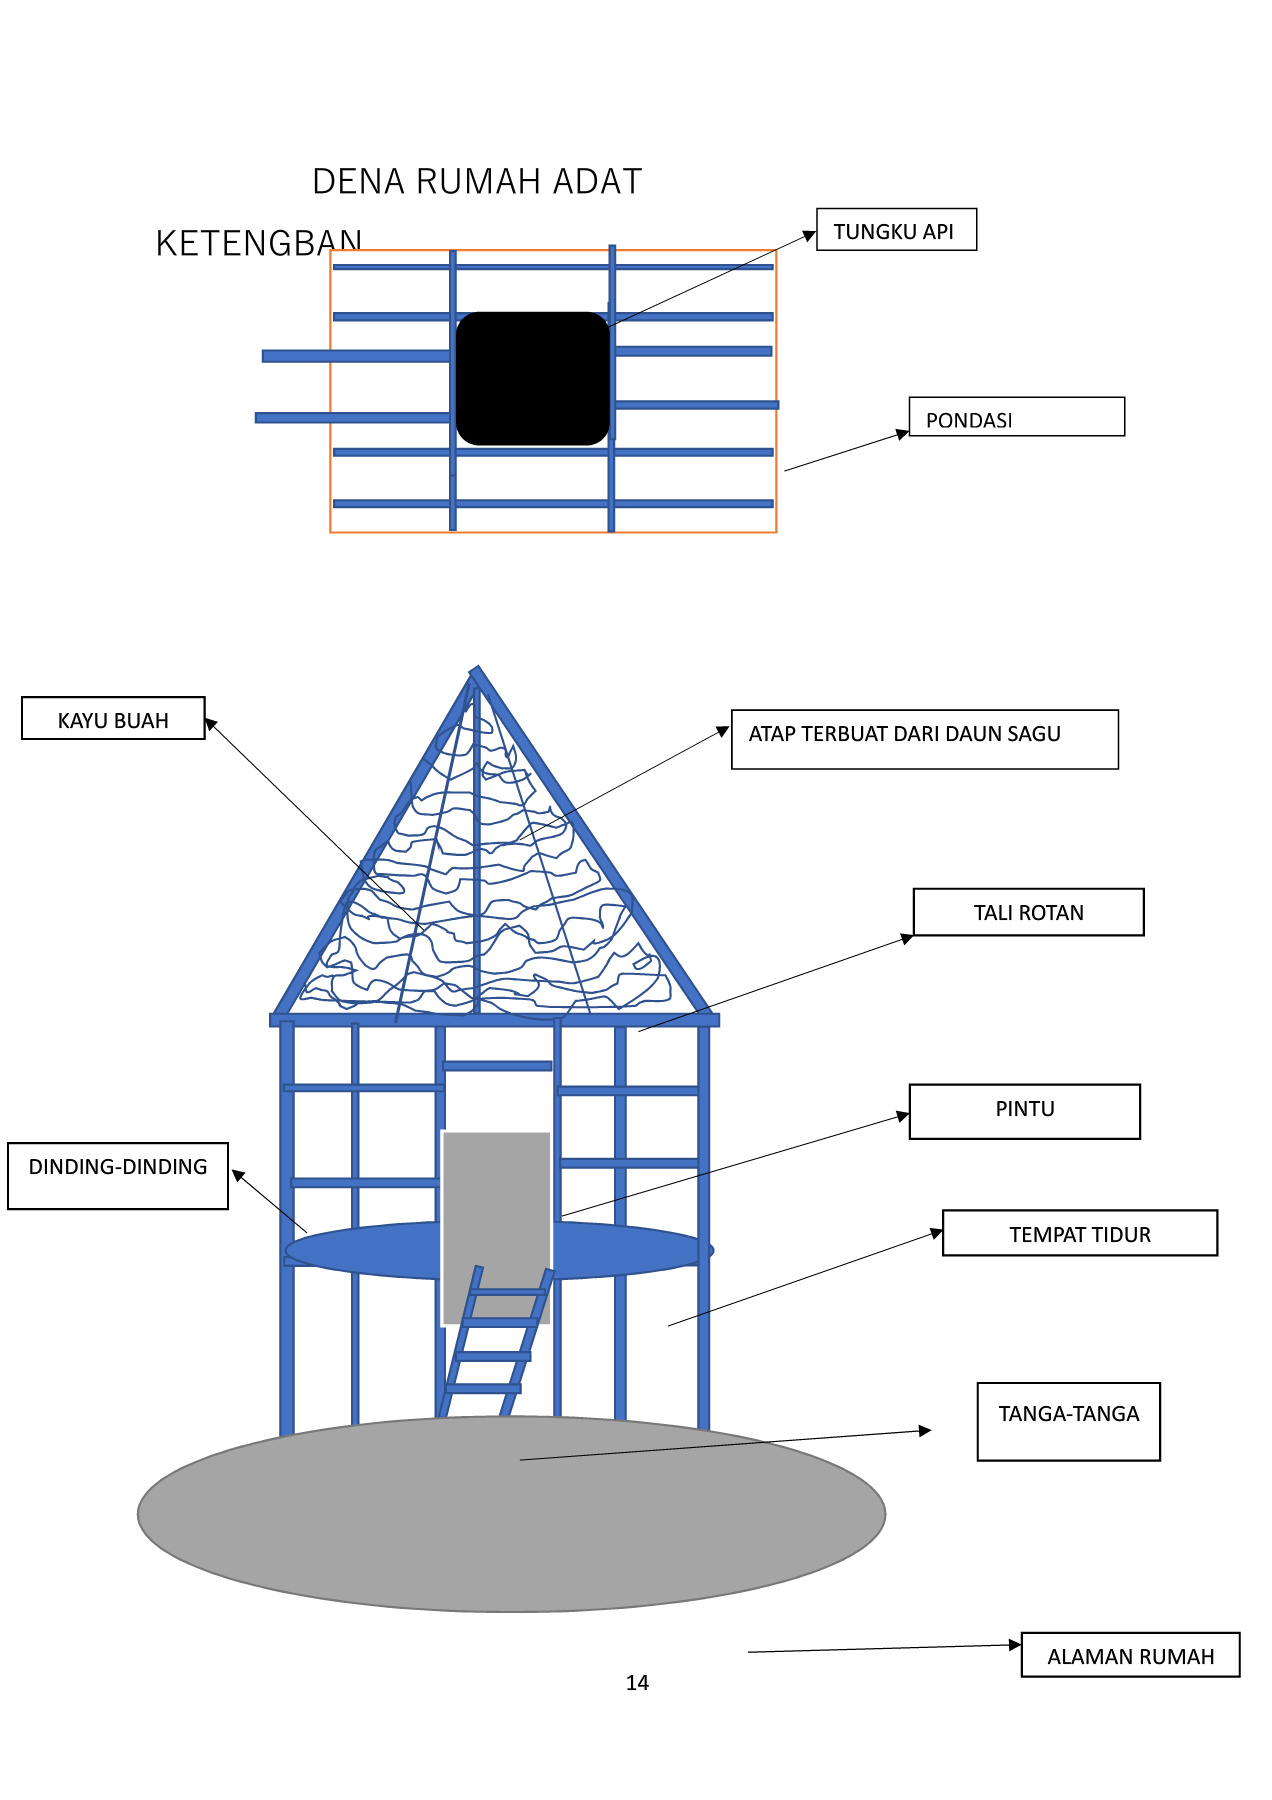 DENA RUMAH ADAT
KETENGBAN
TUNGKU API
PONDASI
KAYU BUAH
ATAP TERBUAT DARI DAUN SAGU
TALI ROTAN
PINTU
DINDING-DINDING
TEMPAT TIDUR
TANGA-TANGA
ALAMAN RUMAH
14